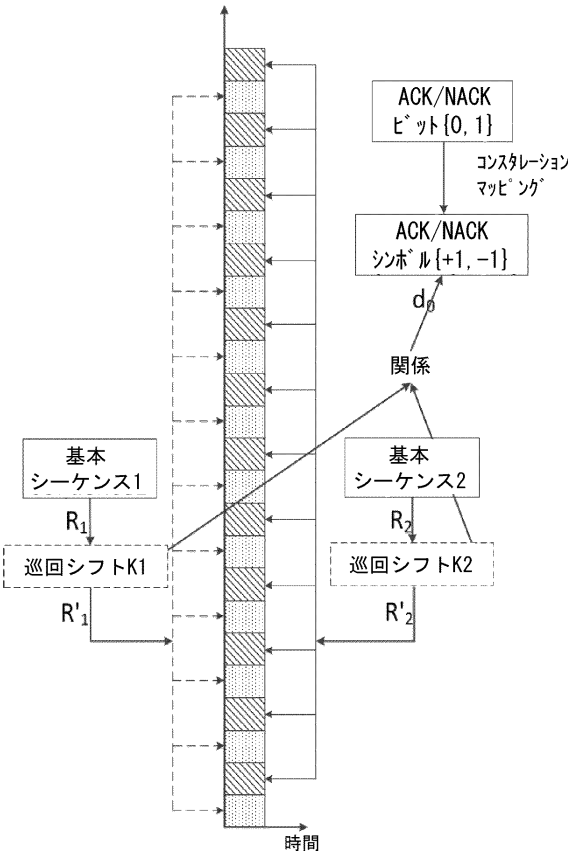 ACK/NACK
ビット{0, 1}
コンスタレーション
マッピング
ACK/NACK
シンボル{+1, -1}
d0
関係
基本
シーケンス1
R1
巡回シフトK1
R'1
基本
シーケンス2
R2
巡回シフトK2
R'2
時間